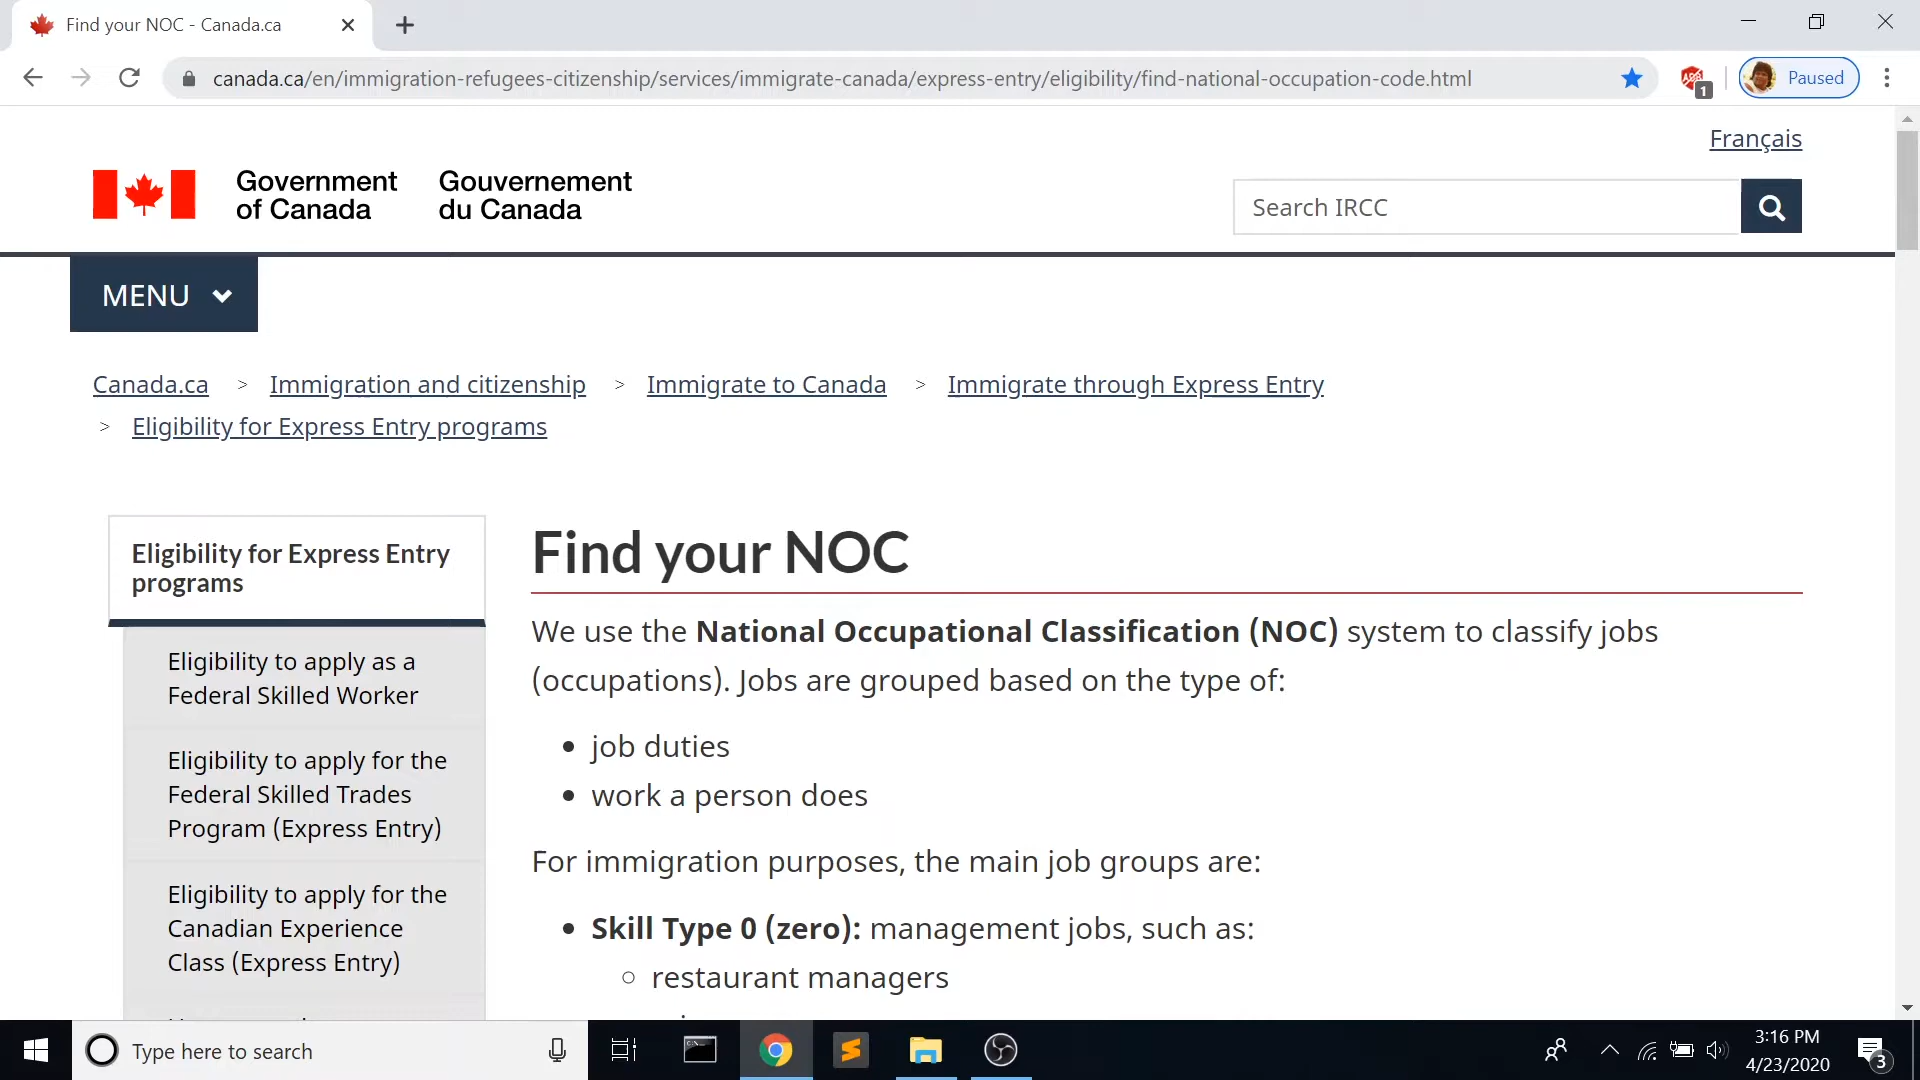 Find your NOC - Canada.ca
canada.ca/en/immigration-refugees-citizenship/services/immigrate-canada/express-entry/eligibility/find-national-occupation-code.html
ABP
1
Paused
Français
Government of Canada
Gouvernement du Canada
Search IRCC
MENU
Canada.ca > Immigration and citizenship > Immigrate to Canada > Immigrate through Express Entry
> Eligibility for Express Entry programs
Eligibility for Express Entry
programs
Eligibility to apply as a
Federal Skilled Worker
Eligibility to apply for the
Federal Skilled Trades
Program (Express Entry)
Eligibility to apply for the
Canadian Experience
Class (Express Entry)
Find your NOC
We use the National Occupational Classification (NOC) system to classify jobs
(occupations). Jobs are grouped based on the type of:
job duties
work a person does
For immigration purposes, the main job groups are:
Skill Type 0 (zero): management jobs, such as:
restaurant managers
Type here to search
3:16 PM
4/23/2020
3